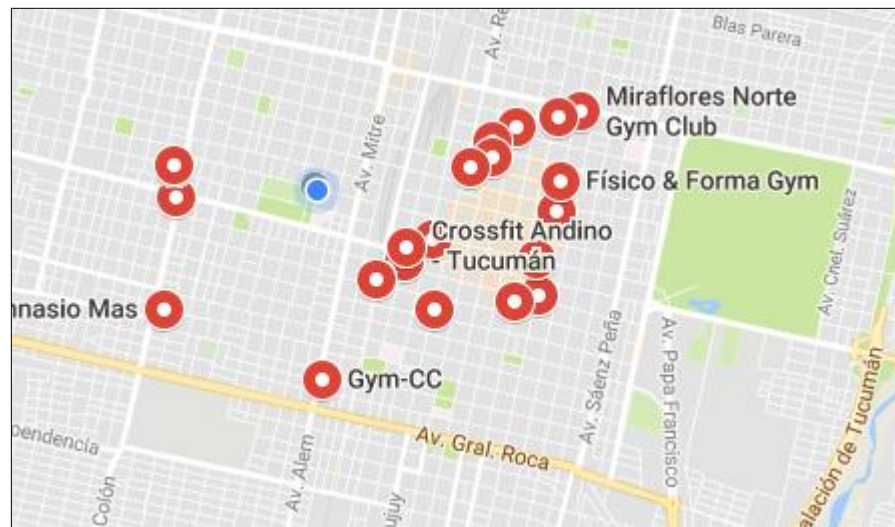 Blas Parera
Av. Re
Miraflores Norte
Gym Club
Av. Mitre
Físico & Forma Gym
Av. Cnel. Suárez
Crossfit Andino
- Tucumán
nnasio Mas
Av. Sáenz Peña
Av. Papa Francisco
Gym-CC
alación de Tucumán
Av. Gral. Roca
pendencia
Av. Alem
Colón
ujuy